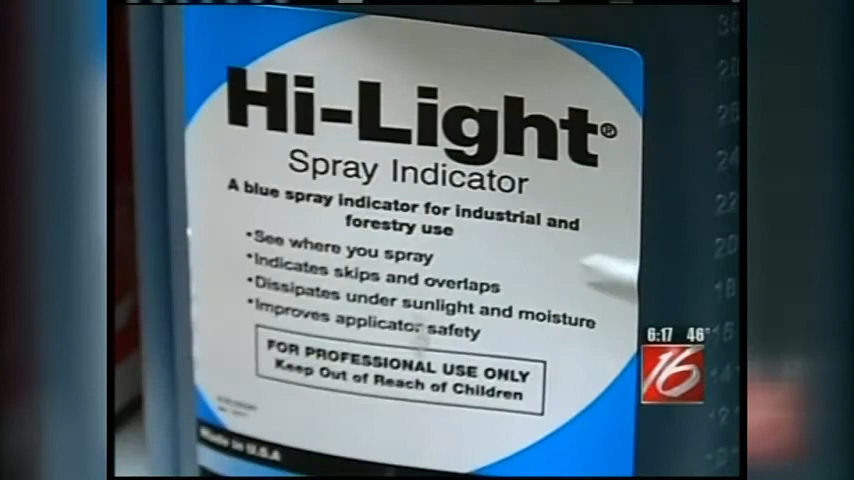 Hi-Light®
Spray Indicator
A blue spray indicator for industrial and
forestry use
•See where you spray
•Indicates skips and overlaps
•Dissipates under sunlight and moisture
•Improves applicator safety
FOR PROFESSIONAL USE ONLY
Keep Out of Reach of Children
Made in U.S.A
6:17 46°
16